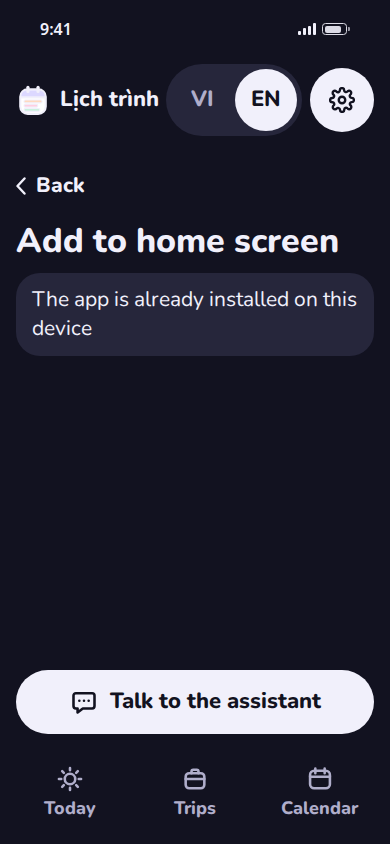 9:41
Lịch trình
VI
EN
Back
Add to home screen
The app is already installed on this
device
Talk to the assistant
Today
Trips
Calendar